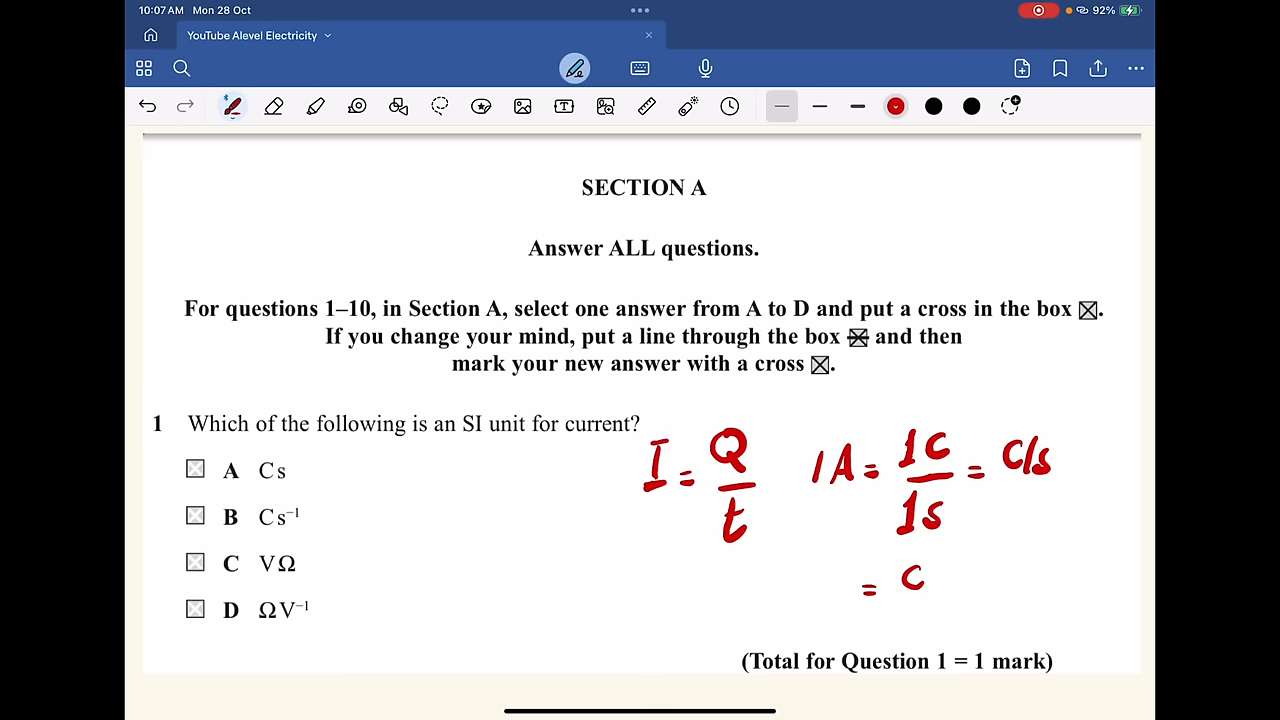 10:07 AM Mon 28 Oct
92%
YouTube Alevel Electricity
SECTION A
Answer ALL questions.
For questions 1–10, in Section A, select one answer from A to D and put a cross in the box ☒.
If you change your mind, put a line through the box and then
mark your new answer with a cross ☒.
1 Which of the following is an SI unit for current?
A C s
B C s⁻¹
C V Ω
D Ω V⁻¹
I = Q/t 1A = 1C/1s = C/s
= C
(Total for Question 1 = 1 mark)